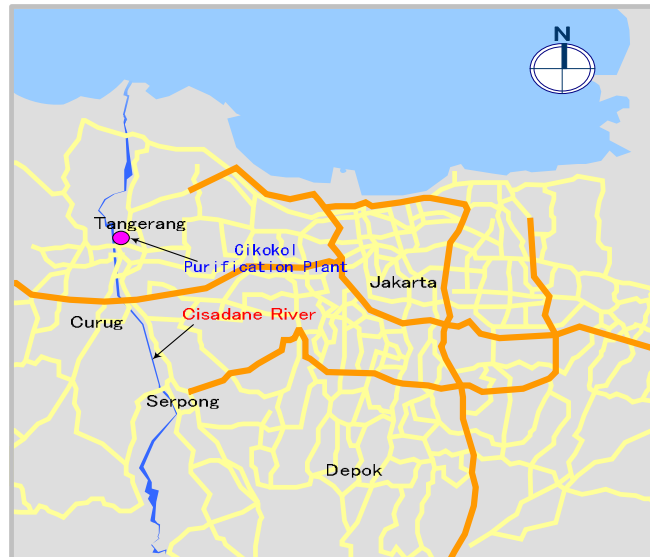 N
Tangerang
Cikokol
Purification Plant
Jakarta
Curug
Cisadane River
Serpong
Depok